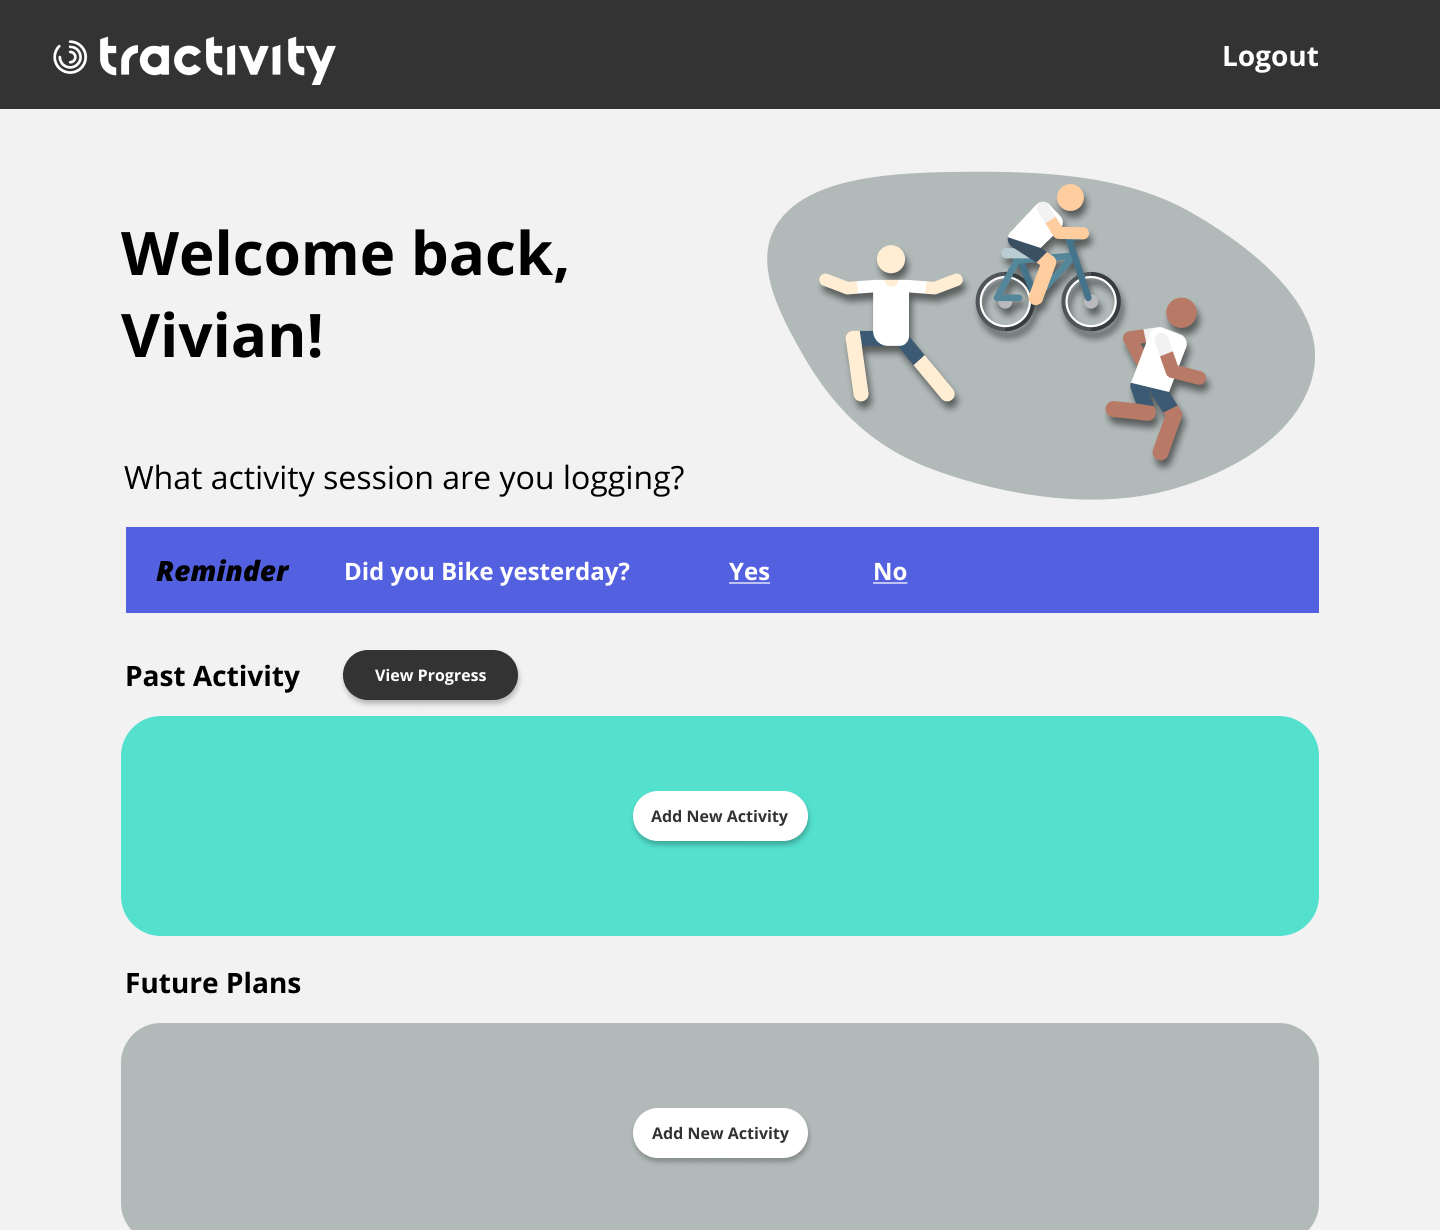 tractivity
Logout
Welcome back,
Vivian!
What activity session are you logging?
Reminder Did you Bike yesterday? Yes No
Past Activity View Progress
Add New Activity
Future Plans
Add New Activity